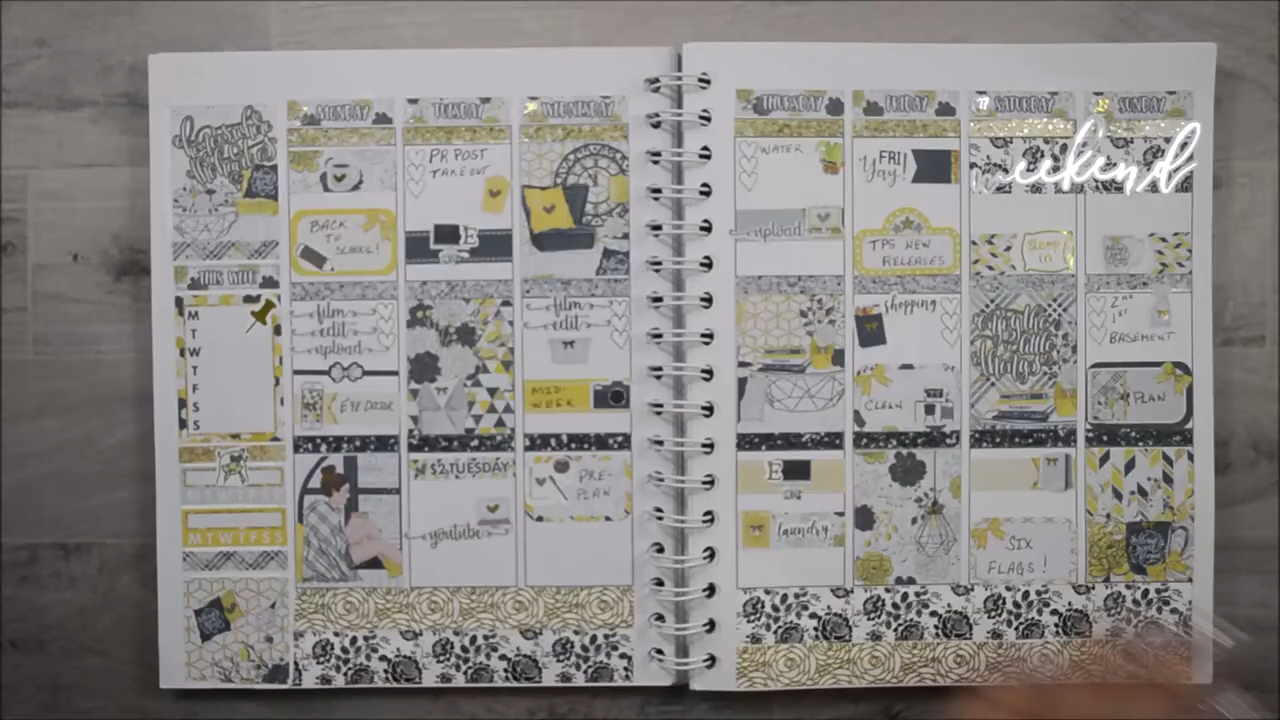 THIS WEEK
M
T
W
T
F
S
S
MTWTFSS
MTWTFSS
MONDAY
BACK
TO
SCHOOL!
film
edit
upload
EYE DECOR
TUESDAY
PR POST
TAKE OUT
E
$2 TUESDAY
youtube
WEDNESDAY
film
edit
MID-
WEEK
PRE-
PLAN
THURSDAY
WATER
upload
E
laundry
FRIDAY
FRI
Yay!
TPS NEW
RELEASES
shopping
CLEAN
SATURDAY
weekend
Sleep
in
SIX
FLAGS!
SUNDAY
2ND
1ST
BASEMENT
PLAN